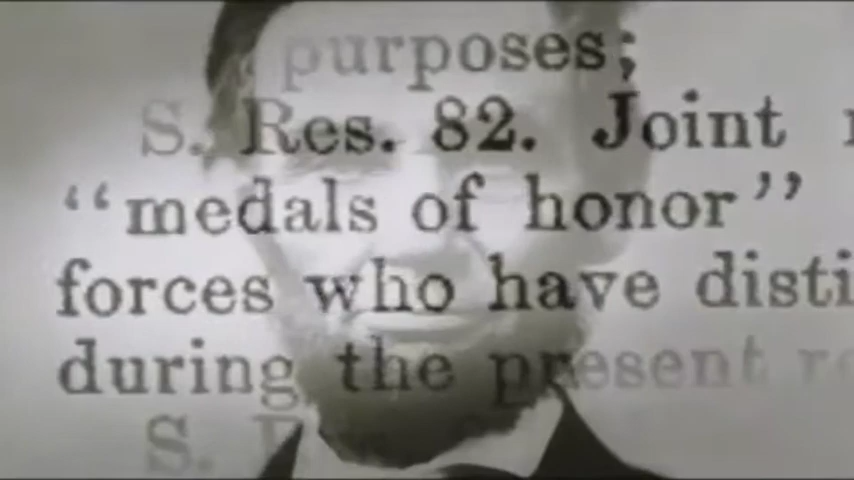 purposes;
S. Res. 82. Joint
“medals of honor”
forces who have disti
during the present
S.